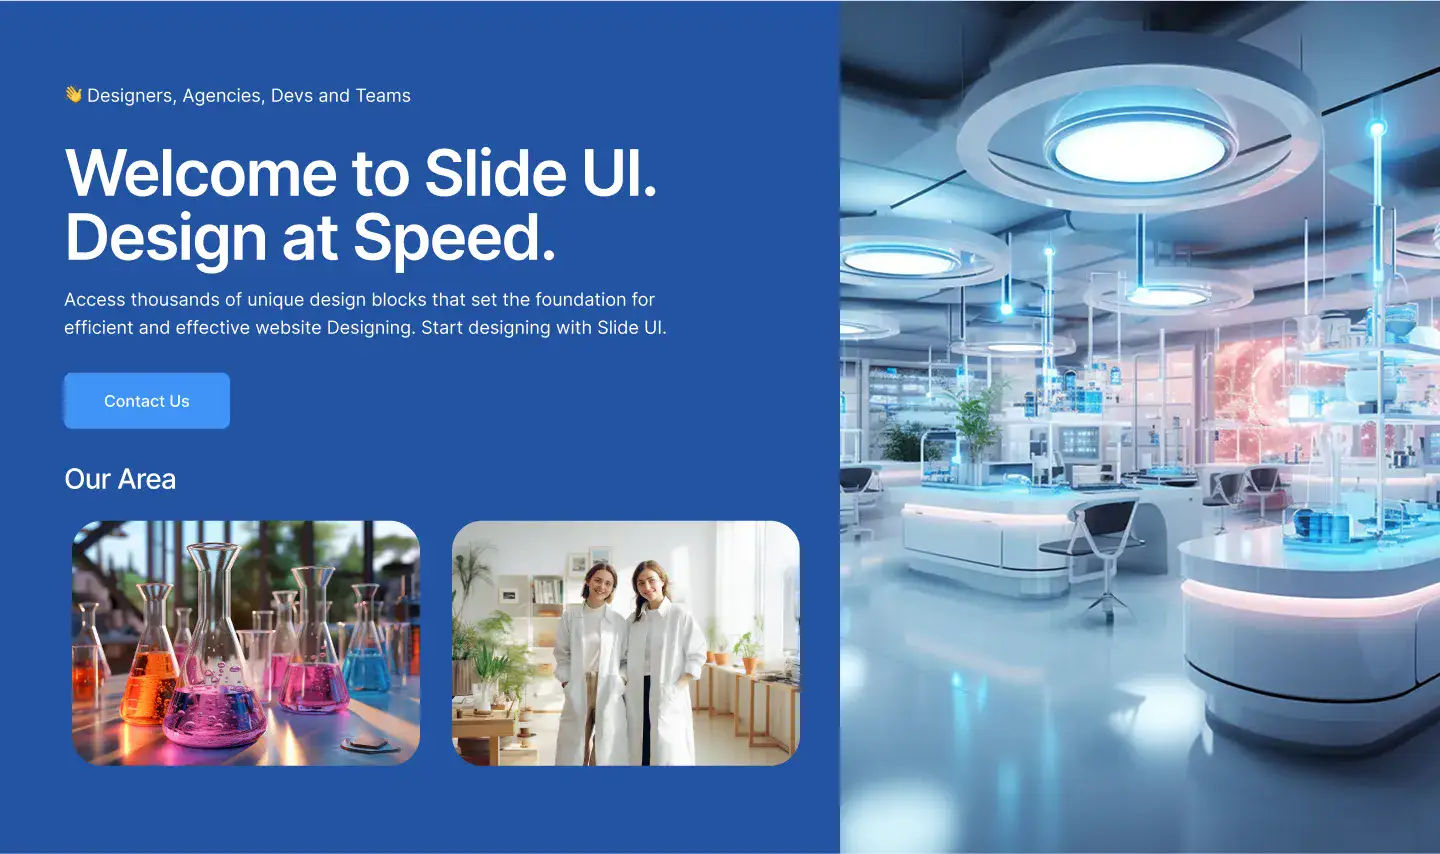 👋 Designers, Agencies, Devs and Teams
Welcome to Slide UI.
Design at Speed.
Access thousands of unique design blocks that set the foundation for
efficient and effective website Designing. Start designing with Slide UI.
Contact Us
Our Area